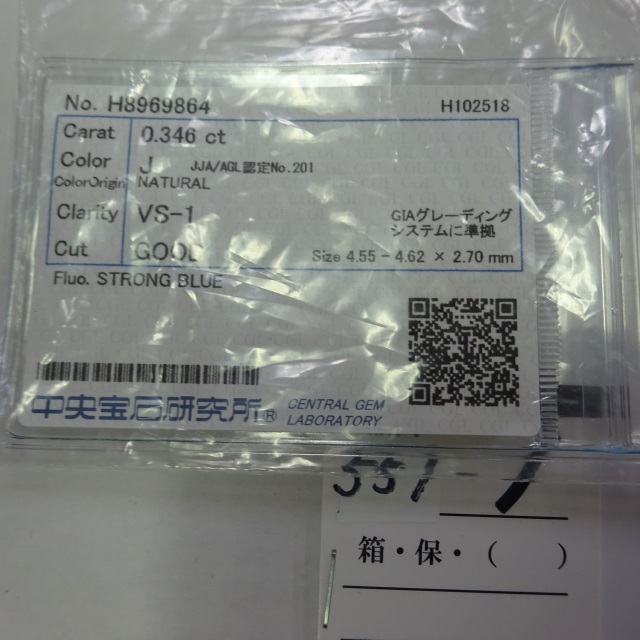 No. H8969864 H102518
Carat 0.346 ct
Color J JJA/AGL認定No.201
ColorOrigin NATURAL
Clarity VS-1 GIAグレーディング
システムに準拠
Cut GOOD Size 4.55 - 4.62 × 2.70 mm
Fluo. STRONG BLUE
中央宝石研究所® CENTRAL GEM
LABORATORY
551-1
箱・保・( )